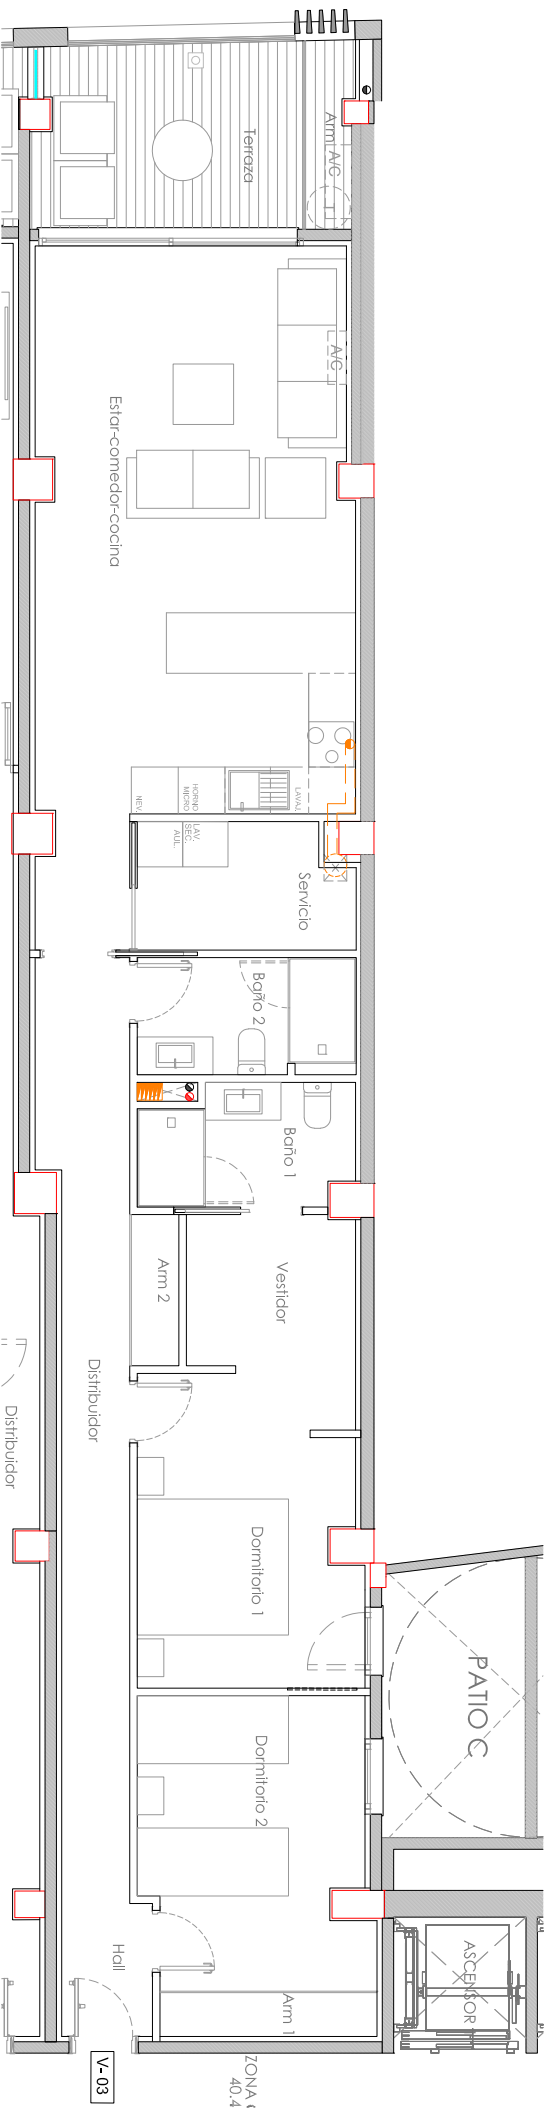 Terraza
Arm. A/C
A/C
Estar-comedor-cocina
NEV.
HORNO
MICRO
LAVAJ.
LAV.
SEC.
AUL.
Servicio
Baño 2
Baño 1
Arm 2
Vestidor
Distribuidor
Distribuidor
Dormitorio 1
PATIO C
Dormitorio 2
Hall
Arm 1
ASCENSOR
V-03
ZONA
40.4